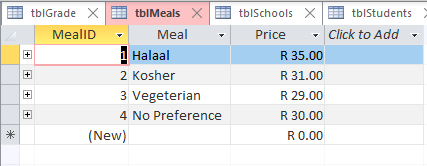 tblGrade tblMeals tblSchools tblStudents
MealID Meal Price Click to Add
1 Halaal R 35.00
2 Kosher R 31.00
3 Vegeterian R 29.00
4 No Preference R 30.00
(New) R 0.00